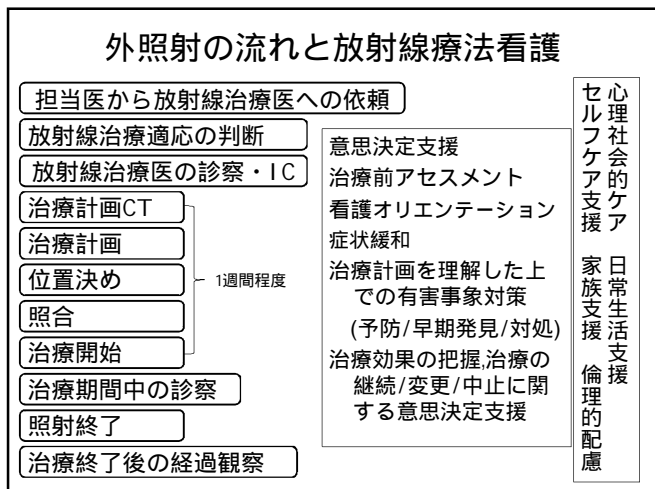 外照射の流れと放射線療法看護
担当医から放射線治療医への依頼
放射線治療適応の判断
放射線治療医の診察・IC
治療計画CT
治療計画
位置決め
照合
治療開始
1週間程度
治療期間中の診察
照射終了
治療終了後の経過観察
意思決定支援
治療前アセスメント
看護オリエンテーション
症状緩和
治療計画を理解した上
での有害事象対策
(予防/早期発見/対処)
治療効果の把握,治療の
継続/変更/中止に関
する意思決定支援
心理社会的ケア 日常生活支援
セルフケア支援 家族支援 倫理的配慮